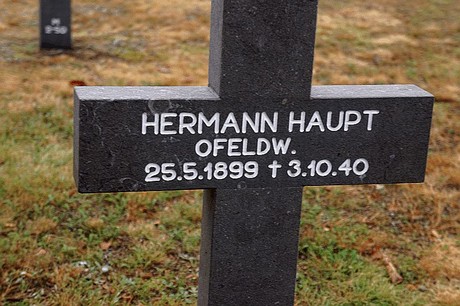 HERMANN HAUPT
OFELDW.
25.5.1899 † 3.10.40